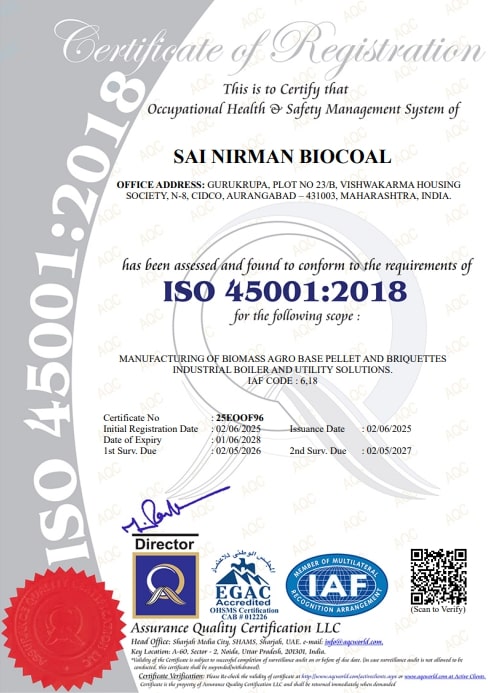 Certificate of Registration
This is to Certify that
Occupational Health & Safety Management System of
SAI NIRMAN BIOCOAL
OFFICE ADDRESS: GURUKRUPA, PLOT NO 23/B, VISHWAKARMA HOUSING
SOCIETY, N-8, CIDCO, AURANGABAD – 431003, MAHARASHTRA, INDIA.
has been assessed and found to conform to the requirements of
ISO 45001:2018
for the following scope :
MANUFACTURING OF BIOMASS AGRO BASE PELLET AND BRIQUETTES
INDUSTRIAL BOILER AND UTILITY SOLUTIONS.
IAF CODE : 6,18
Certificate No : 25EQOF96
Initial Registration Date : 02/06/2025 Issuance Date : 02/06/2025
Date of Expiry : 01/06/2028
1st Surv. Due : 02/05/2026 2nd Surv. Due : 02/05/2027
ISO 45001:2018
Director
EGAC
Accredited
OHSMS Certification
CAB # 012226
MEMBER OF MULTILATERAL
IAF
RECOGNITION ARRANGEMENT
(Scan to Verify)
Assurance Quality Certification LLC
Head Office: Sharjah Media City, SHAMS, Sharjah, UAE. e-mail: info@aqcworld.com.
Key Location: A-60, Sector - 2, Noida, Uttar Pradesh, 201301, India.
*Validity of the Certificate is subject to successful completion of surveillance audit on or before of due date. (In case surveillance audit is not allowed to be
conducted, this certificate shall be suspended/withdrawal).
Certificate Verification: Please Re-check the validity of certificate at http://www.aqcworld.com/activeclients.aspx or www.aqcworld.com at Active Clients.
Certificate is the property of Assurance Quality Certification LLC and shall be returned immediately when demanded
AQC